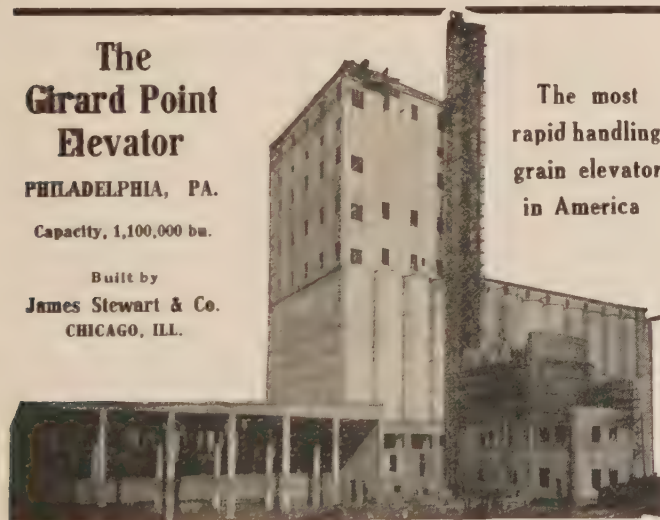 The
Girard Point
Elevator
PHILADELPHIA, PA.
Capacity, 1,100,000 bu.
Built by
James Stewart & Co.
CHICAGO, ILL.
The most
rapid handling
grain elevator
in America